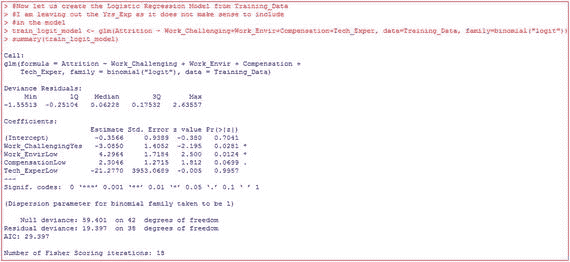 > #Now let us create the Logistic Regression Model from Training_Data
> #I am leaving out the Yrs_Exp as it does not make sense to include
> #in the model
> train_logit_model <- glm(Attrition ~ Work_Challenging+Work_Envir+Compensation+Tech_Exper, data=Training_Data, family=binomial("logit"))
> summary(train_logit_model)
Call:
glm(formula = Attrition ~ Work_Challenging + Work_Envir + Compensation +
Tech_Exper, family = binomial("logit"), data = Training_Data)
Deviance Residuals:
Min 1Q Median 3Q Max
-1.55513 -0.25104 0.06228 0.17532 2.63557
Coefficients:
Estimate Std. Error z value Pr(>|z|)
(Intercept) -0.3566 0.9389 -0.380 0.7041
Work_ChallengingYes -3.0850 1.4052 -2.195 0.0281 *
Work_EnvirLow 4.2964 1.7184 2.500 0.0124 *
CompensationLow 2.3046 1.2715 1.812 0.0699 .
Tech_ExperLow -21.2770 3953.0689 -0.005 0.9957
---
Signif. codes: 0 ‘***’ 0.001 ‘**’ 0.01 ‘*’ 0.05 ‘.’ 0.1 ‘ ’ 1
(Dispersion parameter for binomial family taken to be 1)
Null deviance: 59.401 on 42 degrees of freedom
Residual deviance: 19.397 on 38 degrees of freedom
AIC: 29.397
Number of Fisher Scoring iterations: 18